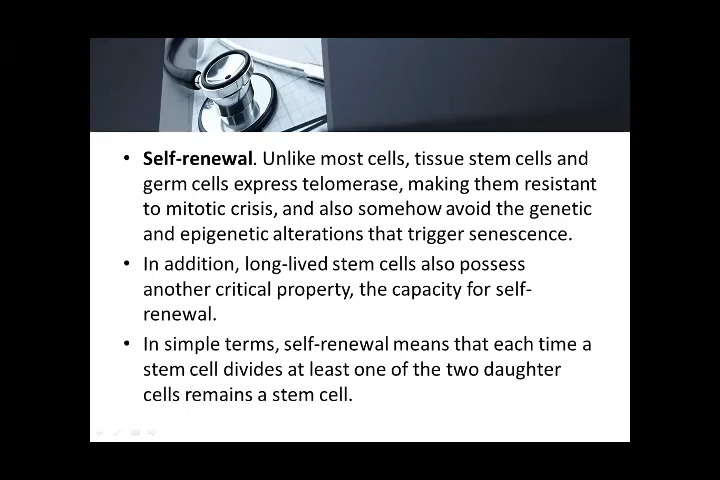 • Self-renewal. Unlike most cells, tissue stem cells and
germ cells express telomerase, making them resistant
to mitotic crisis, and also somehow avoid the genetic
and epigenetic alterations that trigger senescence.
• In addition, long-lived stem cells also possess
another critical property, the capacity for self-
renewal.
• In simple terms, self-renewal means that each time a
stem cell divides at least one of the two daughter
cells remains a stem cell.